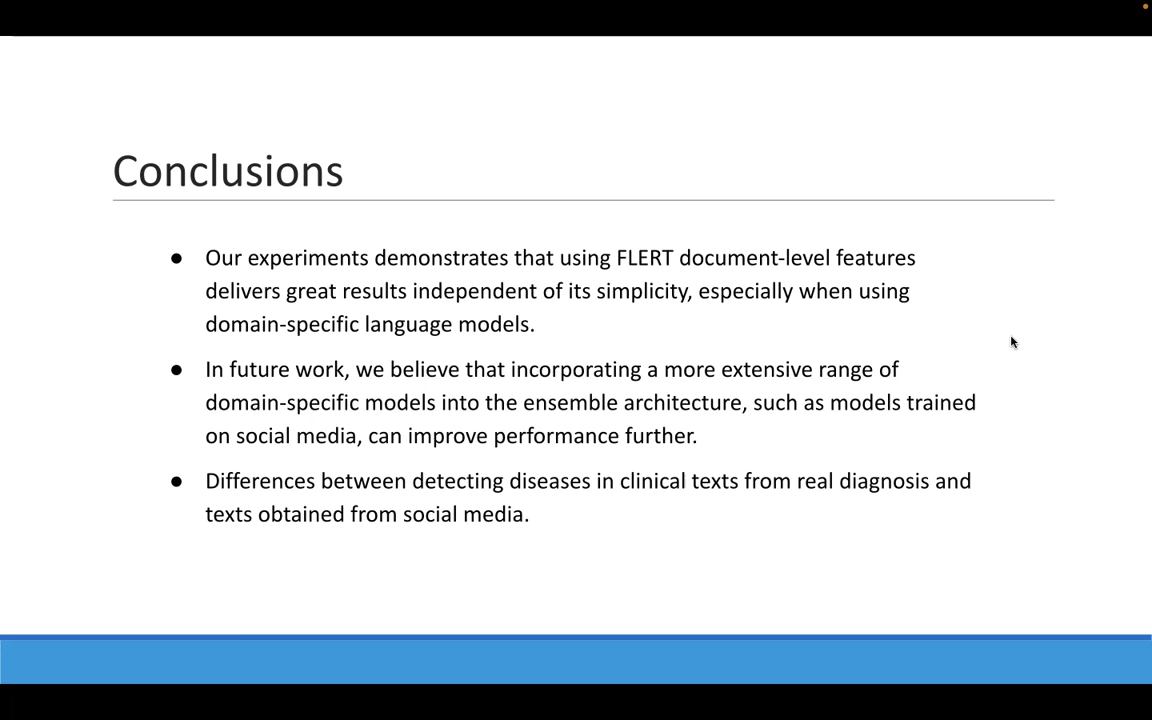 Conclusions
● Our experiments demonstrates that using FLERT document-level features
delivers great results independent of its simplicity, especially when using
domain-specific language models.
● In future work, we believe that incorporating a more extensive range of
domain-specific models into the ensemble architecture, such as models trained
on social media, can improve performance further.
● Differences between detecting diseases in clinical texts from real diagnosis and
texts obtained from social media.